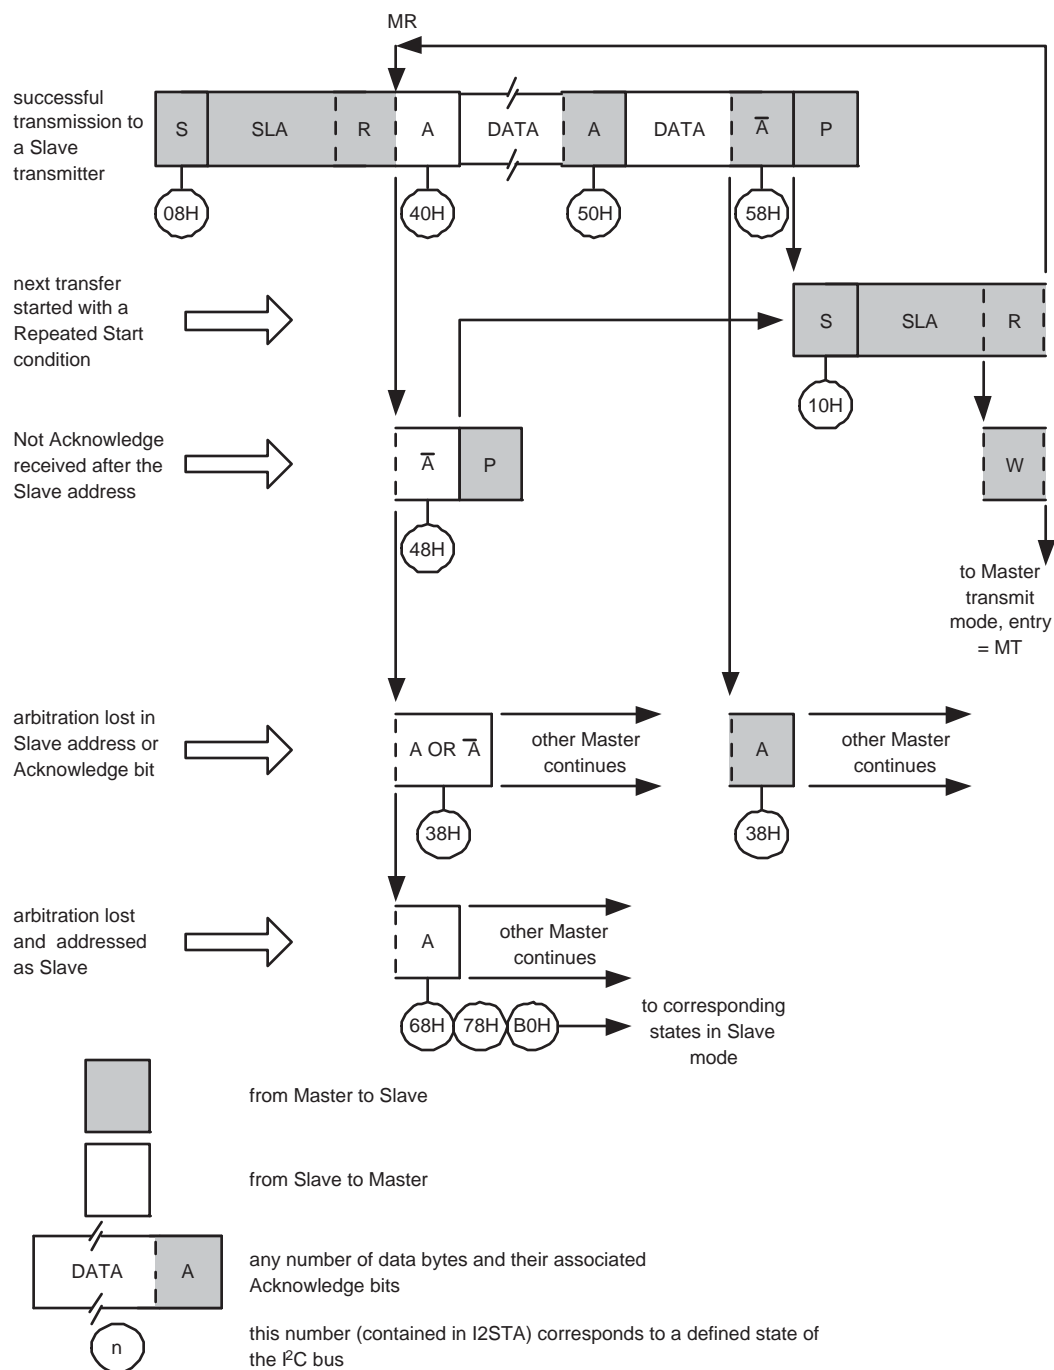 MR
successful
transmission to
a Slave
transmitter
S SLA R A DATA A DATA A̅ P
08H 40H 50H 58H
next transfer
started with a
Repeated Start
condition
S SLA R
10H
Not Acknowledge
received after the
Slave address
A̅ P
W
48H
to Master
transmit
mode, entry
= MT
arbitration lost in
Slave address or
Acknowledge bit
A OR A̅
other Master
continues
A
other Master
continues
38H 38H
arbitration lost
and addressed
as Slave
A
other Master
continues
68H 78H B0H
to corresponding
states in Slave
mode
from Master to Slave
from Slave to Master
DATA A
any number of data bytes and their associated
Acknowledge bits
n
this number (contained in I2STA) corresponds to a defined state of
the I²C bus